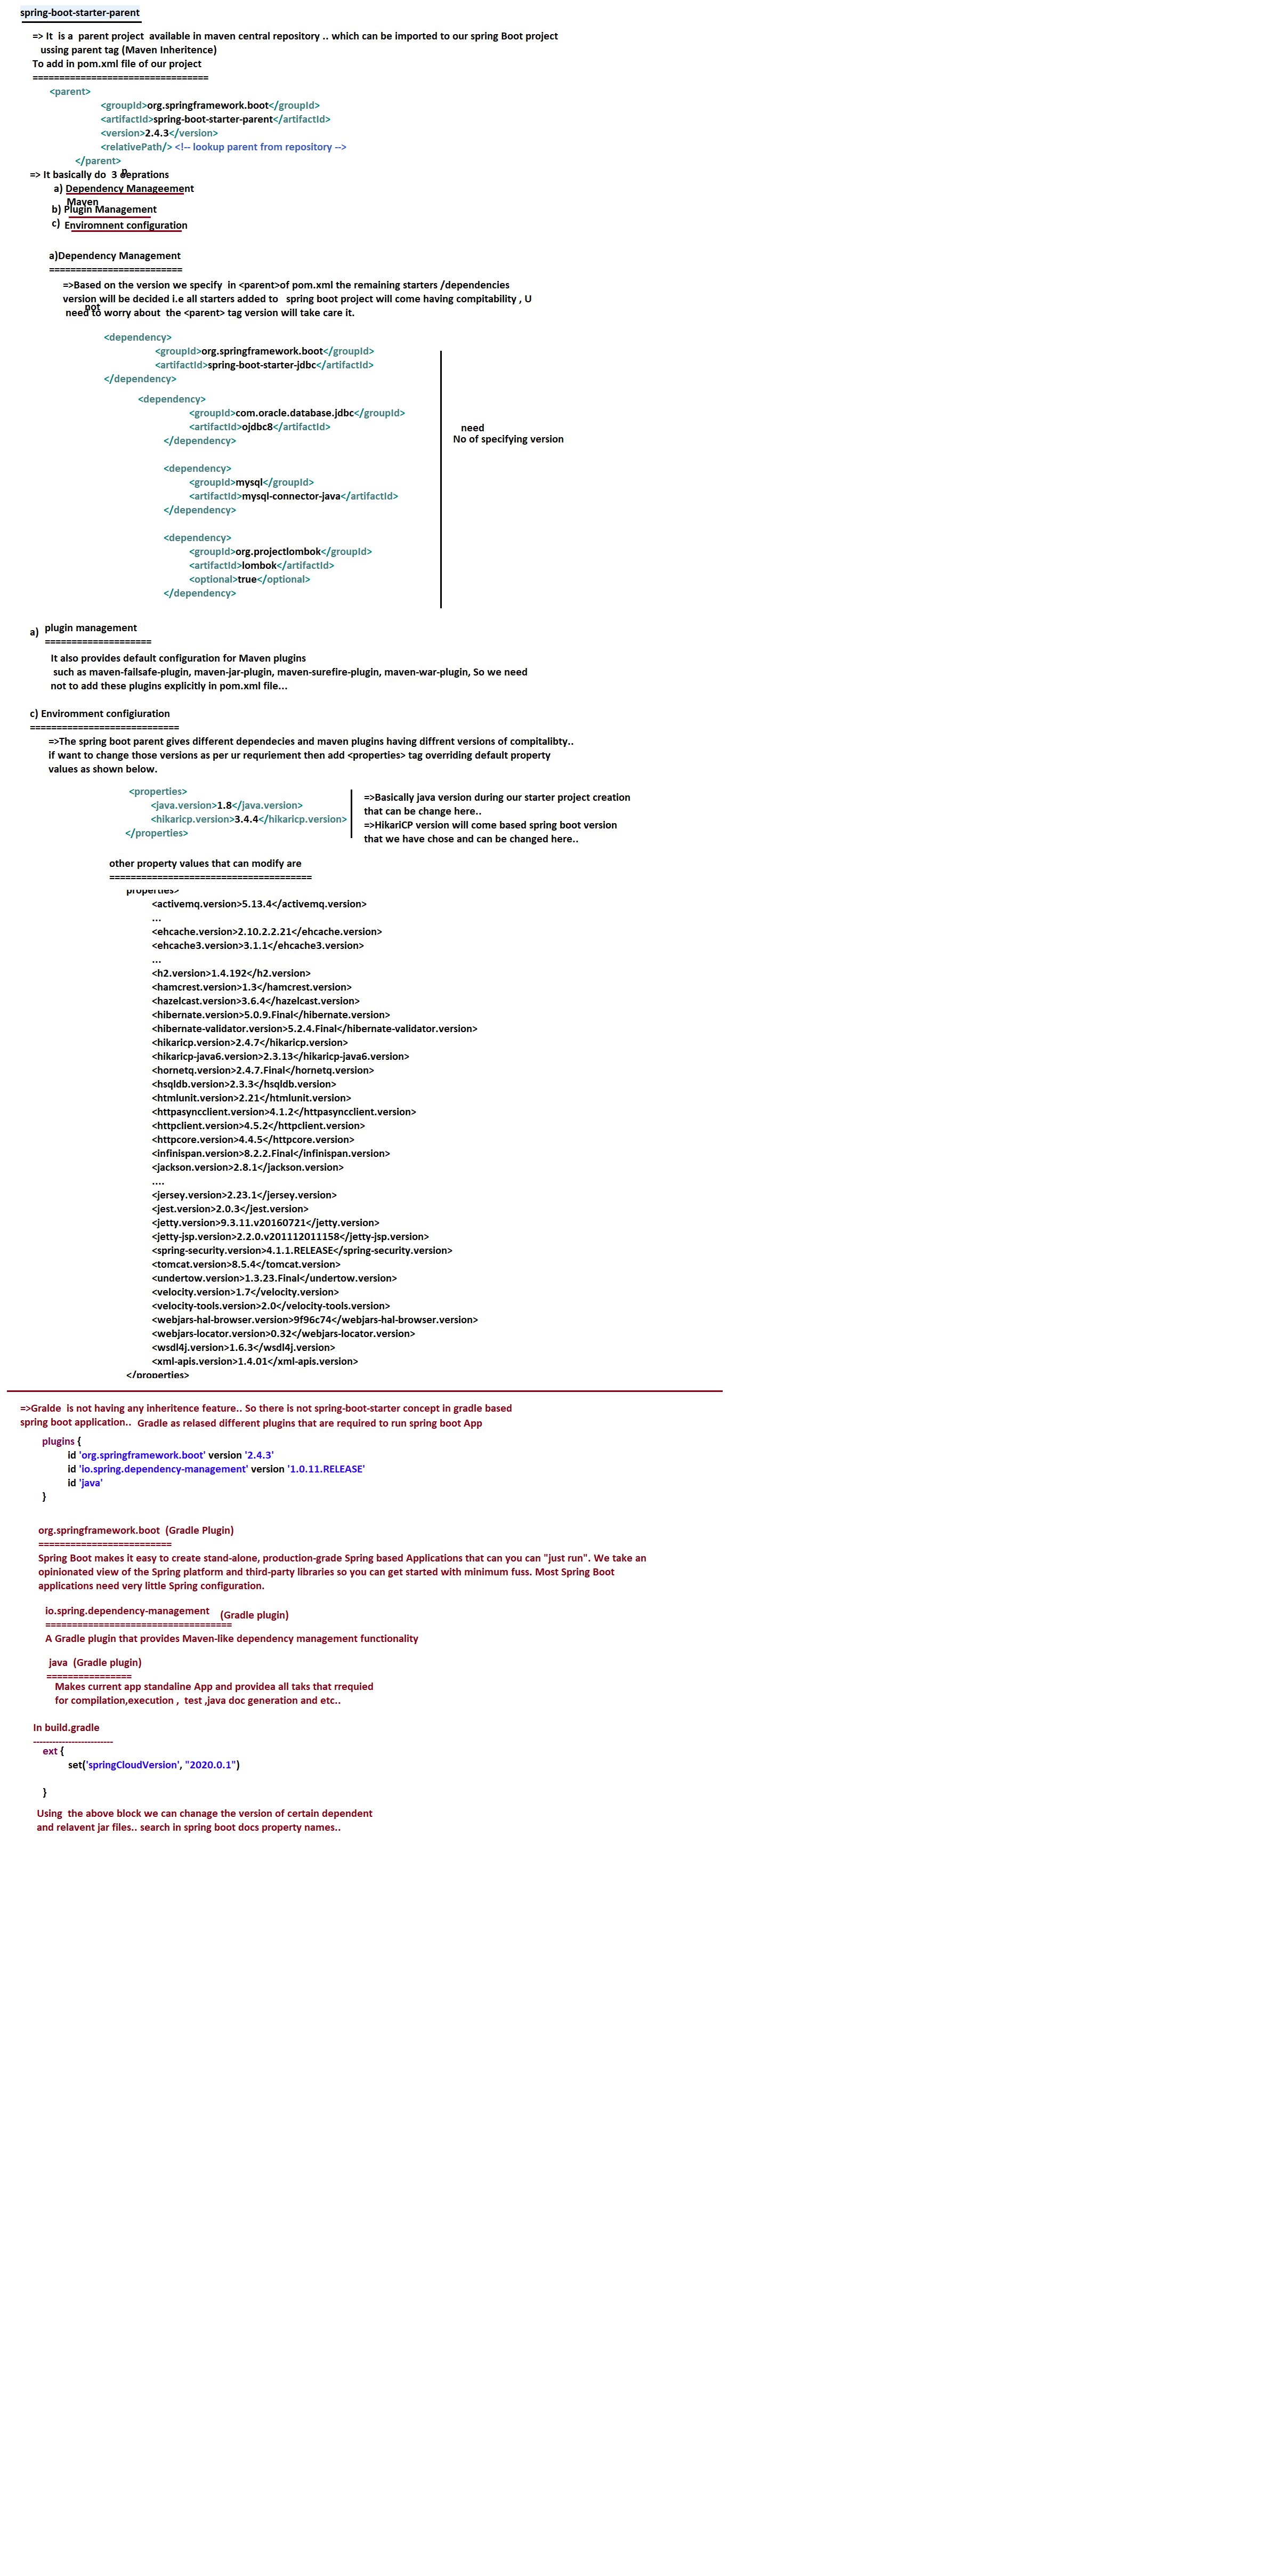 spring-boot-starter-parent
=> It  is a  parent project  available in maven central repository .. which can be imported to our spring Boot project
ussing parent tag (Maven Inheritence)
To add in pom.xml file of our project
=================================
<parent>
<groupId>org.springframework.boot</groupId>
<artifactId>spring-boot-starter-parent</artifactId>
<version>2.4.3</version>
<relativePath/> <!-- lookup parent from repository -->
</parent>
=> It basically do  3 eprations
a) Dependency Manageement
Maven
b) Plugin Management
c) Enviromnent configuration
a)Dependency Management
=========================
=>Based on the version we specify  in <parent>of pom.xml the remaining starters /dependencies
version will be decided i.e all starters added to   spring boot project will come having compitability , U
not
need to worry about  the <parent> tag version will take care it.
<dependency>
<groupId>org.springframework.boot</groupId>
<artifactId>spring-boot-starter-jdbc</artifactId>
</dependency>
<dependency>
<groupId>com.oracle.database.jdbc</groupId>
<artifactId>ojdbc8</artifactId>
</dependency>
need
No of specifying version
<dependency>
<groupId>mysql</groupId>
<artifactId>mysql-connector-java</artifactId>
</dependency>
<dependency>
<groupId>org.projectlombok</groupId>
<artifactId>lombok</artifactId>
<optional>true</optional>
</dependency>
a) plugin management
====================
It also provides default configuration for Maven plugins
such as maven-failsafe-plugin, maven-jar-plugin, maven-surefire-plugin, maven-war-plugin, So we need
not to add these plugins explicitly in pom.xml file...
c) Enviromment configiuration
============================
=>The spring boot parent gives different dependecies and maven plugins having diffrent versions of compitalibty..
if want to change those versions as per ur requriement then add <properties> tag overriding default property
values as shown below.
<properties>
<java.version>1.8</java.version>
<hikaricp.version>3.4.4</hikaricp.version>
</properties>
=>Basically java version during our starter project creation
that can be change here..
=>HikariCP version will come based spring boot version
that we have chose and can be changed here..
other property values that can modify are
======================================
properties>
<activemq.version>5.13.4</activemq.version>
...
<ehcache.version>2.10.2.2.21</ehcache.version>
<ehcache3.version>3.1.1</ehcache3.version>
...
<h2.version>1.4.192</h2.version>
<hamcrest.version>1.3</hamcrest.version>
<hazelcast.version>3.6.4</hazelcast.version>
<hibernate.version>5.0.9.Final</hibernate.version>
<hibernate-validator.version>5.2.4.Final</hibernate-validator.version>
<hikaricp.version>2.4.7</hikaricp.version>
<hikaricp-java6.version>2.3.13</hikaricp-java6.version>
<hornetq.version>2.4.7.Final</hornetq.version>
<hsqldb.version>2.3.3</hsqldb.version>
<htmlunit.version>2.21</htmlunit.version>
<httpasyncclient.version>4.1.2</httpasyncclient.version>
<httpclient.version>4.5.2</httpclient.version>
<httpcore.version>4.4.5</httpcore.version>
<infinispan.version>8.2.2.Final</infinispan.version>
<jackson.version>2.8.1</jackson.version>
....
<jersey.version>2.23.1</jersey.version>
<jest.version>2.0.3</jest.version>
<jetty.version>9.3.11.v20160721</jetty.version>
<jetty-jsp.version>2.2.0.v201112011158</jetty-jsp.version>
<spring-security.version>4.1.1.RELEASE</spring-security.version>
<tomcat.version>8.5.4</tomcat.version>
<undertow.version>1.3.23.Final</undertow.version>
<velocity.version>1.7</velocity.version>
<velocity-tools.version>2.0</velocity-tools.version>
<webjars-hal-browser.version>9f96c74</webjars-hal-browser.version>
<webjars-locator.version>0.32</webjars-locator.version>
<wsdl4j.version>1.6.3</wsdl4j.version>
<xml-apis.version>1.4.01</xml-apis.version>
</properties>
=>Gralde  is not having any inheritence feature.. So there is not spring-boot-starter concept in gradle based
spring boot application..  Gradle as relased different plugins that are required to run spring boot App
plugins {
id 'org.springframework.boot' version '2.4.3'
id 'io.spring.dependency-management' version '1.0.11.RELEASE'
id 'java'
}
org.springframework.boot  (Gradle Plugin)
=========================
Spring Boot makes it easy to create stand-alone, production-grade Spring based Applications that can you can "just run". We take an
opinionated view of the Spring platform and third-party libraries so you can get started with minimum fuss. Most Spring Boot
applications need very little Spring configuration.
io.spring.dependency-management   (Gradle plugin)
===================================
A Gradle plugin that provides Maven-like dependency management functionality
java  (Gradle plugin)
================
Makes current app standaline App and providea all taks that rrequied
for compilation,execution ,  test ,java doc generation and etc..
In build.gradle
-------------------------
ext {
set('springCloudVersion', "2020.0.1")
}
Using  the above block we can chanage the version of certain dependent
and relavent jar files.. search in spring boot docs property names..